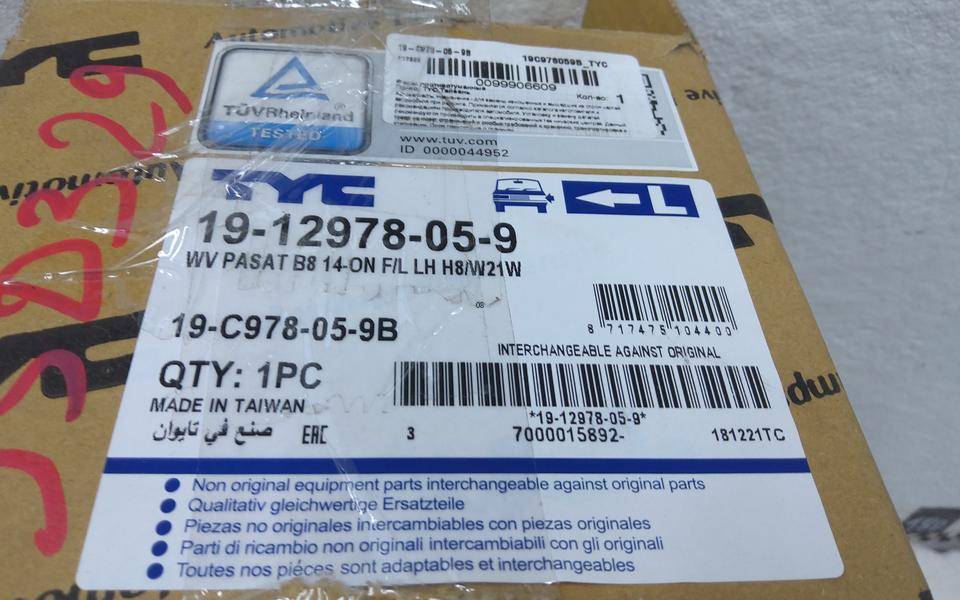 Automotive
19-C978-05-9B
19C978059B_TYC
0099906609
Кол-во: 1
TÜVRheinland
®
TESTED
www.tuv.com
ID 0000044952
Automotive
TYC
L
19-12978-05-9
WV PASAT B8 14-ON F/L LH H8/W21W
08
19-C978-05-9B
8 717475 104400
INTERCHANGEABLE AGAINST ORIGINAL
QTY: 1PC
*19-12978-05-9*
MADE IN TAIWAN
صنع في تايوان
EAC
3
7000015892-
181221TC
● Non original equipment parts interchangeable against original parts
● Qualitativ gleichwertige Ersatzteile
● Piezas no originales intercambiables con piezas originales
● Parti di ricambio non originali intercambiabili con gli originali
● Toutes nos piéces sont adaptables et interchangeables